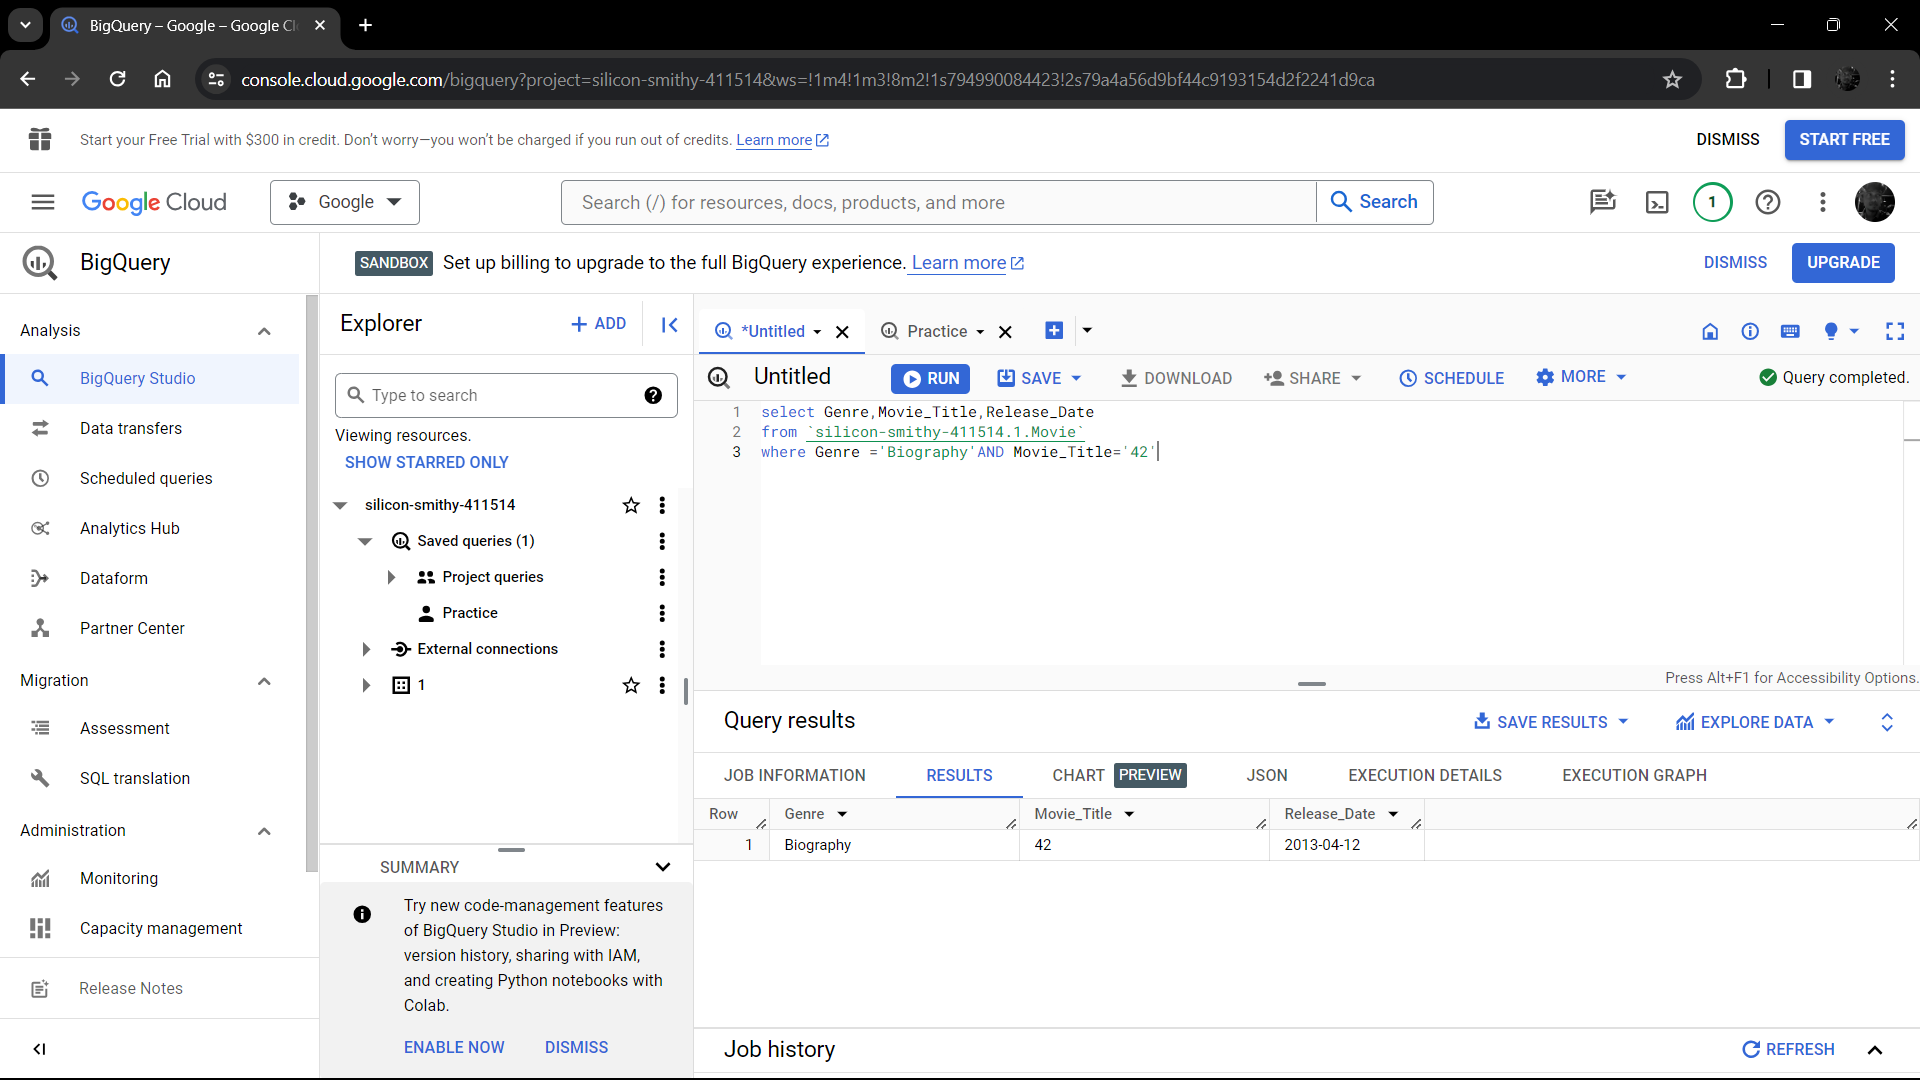 BigQuery – Google – Google Cl
console.cloud.google.com/bigquery?project=silicon-smithy-411514&ws=!1m4!1m3!8m2!1s794990084423!2s79a4a56d9bf44c9193154d2f2241d9ca
Start your Free Trial with $300 in credit. Don't worry—you won't be charged if you run out of credits. Learn more
DISMISS
START FREE
Google Cloud
Google
Search (/) for resources, docs, products, and more
Search
1
BigQuery
SANDBOX Set up billing to upgrade to the full BigQuery experience. Learn more
DISMISS
UPGRADE
Analysis
BigQuery Studio
Data transfers
Scheduled queries
Analytics Hub
Dataform
Partner Center
Migration
Assessment
SQL translation
Administration
Monitoring
Capacity management
Release Notes
Explorer
+ ADD
Type to search
Viewing resources.
SHOW STARRED ONLY
silicon-smithy-411514
Saved queries (1)
Project queries
Practice
External connections
1
SUMMARY
Try new code-management features
of BigQuery Studio in Preview:
version history, sharing with IAM,
and creating Python notebooks with
Colab.
ENABLE NOW
DISMISS
*Untitled
Practice
Untitled
RUN
SAVE
DOWNLOAD
SHARE
SCHEDULE
MORE
Query completed.
1 select Genre,Movie_Title,Release_Date
2 from `silicon-smithy-411514.1.Movie`
3 where Genre ='Biography'AND Movie_Title='42'
Press Alt+F1 for Accessibility Options.
Query results
SAVE RESULTS
EXPLORE DATA
JOB INFORMATION
RESULTS
CHART PREVIEW
JSON
EXECUTION DETAILS
EXECUTION GRAPH
Row Genre Movie_Title Release_Date
1 Biography 42 2013-04-12
Job history
REFRESH